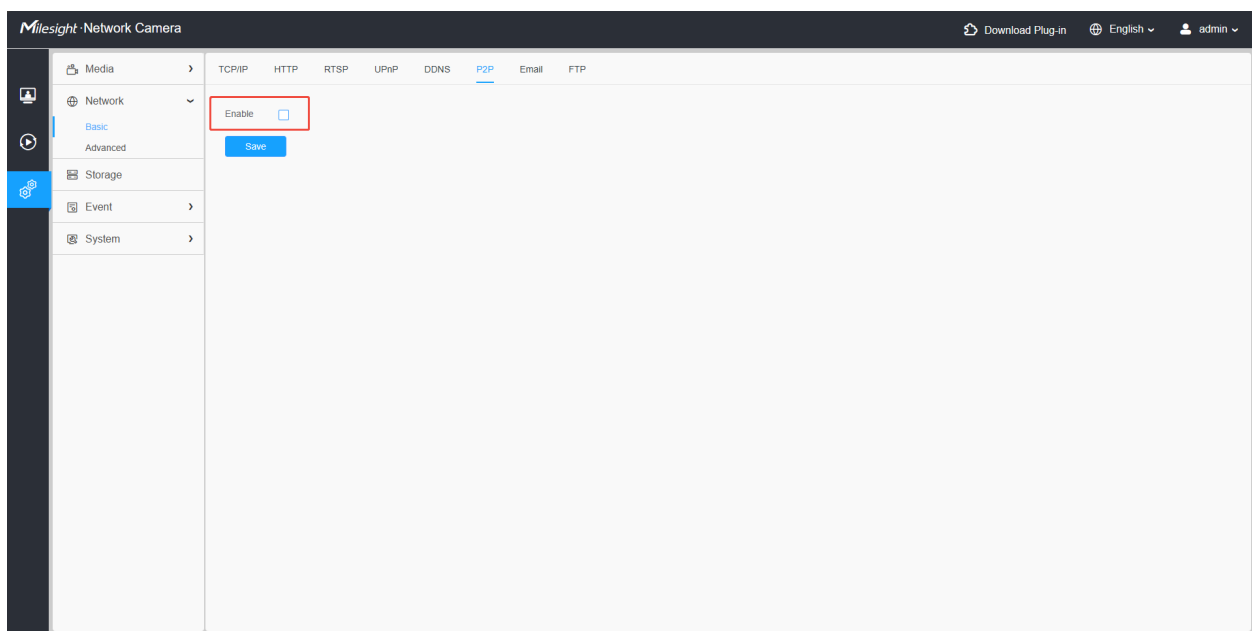 Milesight · Network Camera
Download Plug-in
English
admin
Media
Network
Basic
Advanced
Storage
Event
System
TCP/IP HTTP RTSP UPnP DDNS P2P Email FTP
Enable
Save